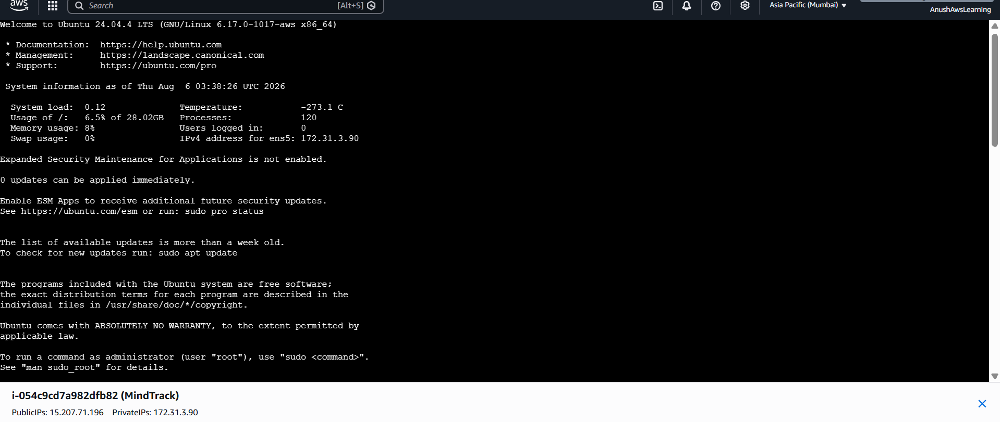 aws
Search [Alt+S]
Asia Pacific (Mumbai)
AnushAwsLearning
Welcome to Ubuntu 24.04.4 LTS (GNU/Linux 6.17.0-1017-aws x86_64)
* Documentation: https://help.ubuntu.com
* Management: https://landscape.canonical.com
* Support: https://ubuntu.com/pro
System information as of Thu Aug 6 03:38:26 UTC 2026
System load: 0.12 Temperature: -273.1 C
Usage of /: 6.5% of 28.02GB Processes: 120
Memory usage: 8% Users logged in: 0
Swap usage: 0% IPv4 address for ens5: 172.31.3.90
Expanded Security Maintenance for Applications is not enabled.
0 updates can be applied immediately.
Enable ESM Apps to receive additional future security updates.
See https://ubuntu.com/esm or run: sudo pro status
The list of available updates is more than a week old.
To check for new updates run: sudo apt update
The programs included with the Ubuntu system are free software;
the exact distribution terms for each program are described in the
individual files in /usr/share/doc/*/copyright.
Ubuntu comes with ABSOLUTELY NO WARRANTY, to the extent permitted by
applicable law.
To run a command as administrator (user "root"), use "sudo <command>".
See "man sudo_root" for details.
i-054c9cd7a982dfb82 (MindTrack)
PublicIPs: 15.207.71.196 PrivateIPs: 172.31.3.90